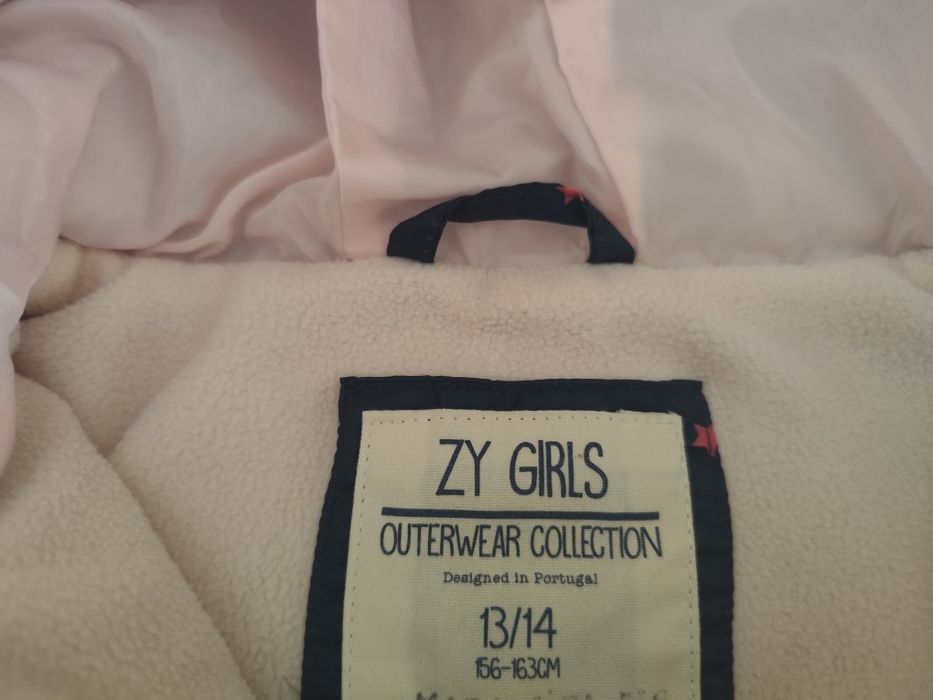 ZY GIRLS
OUTERWEAR COLLECTION
Designed in Portugal
13/14
156-163CM